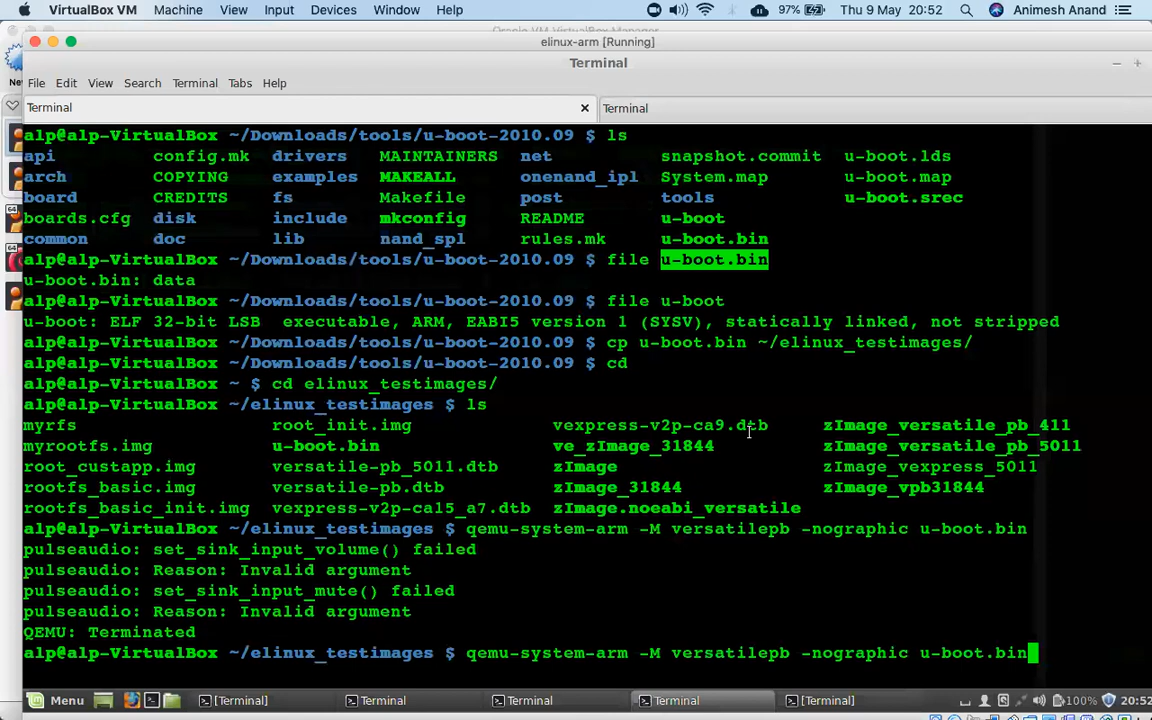 VirtualBox VM Machine View Input Devices Window Help 97% Thu 9 May 20:52 Animesh Anand
elinux-arm [Running]
Terminal
File Edit View Search Terminal Tabs Help
Terminal × Terminal
alp@alp-VirtualBox ~/Downloads/tools/u-boot-2010.09 $ ls
api config.mk drivers MAINTAINERS net snapshot.commit u-boot.lds
arch COPYING examples MAKEALL onenand_ipl System.map u-boot.map
board CREDITS fs Makefile post tools u-boot.srec
boards.cfg disk include mkconfig README u-boot
common doc lib nand_spl rules.mk u-boot.bin
alp@alp-VirtualBox ~/Downloads/tools/u-boot-2010.09 $ file u-boot.bin
u-boot.bin: data
alp@alp-VirtualBox ~/Downloads/tools/u-boot-2010.09 $ file u-boot
u-boot: ELF 32-bit LSB executable, ARM, EABI5 version 1 (SYSV), statically linked, not stripped
alp@alp-VirtualBox ~/Downloads/tools/u-boot-2010.09 $ cp u-boot.bin ~/elinux_testimages/
alp@alp-VirtualBox ~/Downloads/tools/u-boot-2010.09 $ cd
alp@alp-VirtualBox ~ $ cd elinux_testimages/
alp@alp-VirtualBox ~/elinux_testimages $ ls
myrfs root_init.img vexpress-v2p-ca9.dtb zImage_versatile_pb_411
myrootfs.img u-boot.bin ve_zImage_31844 zImage_versatile_pb_5011
root_custapp.img versatile-pb_5011.dtb zImage zImage_vexpress_5011
rootfs_basic.img versatile-pb.dtb zImage_31844 zImage_vpb31844
rootfs_basic_init.img vexpress-v2p-ca15_a7.dtb zImage.noeabi_versatile
alp@alp-VirtualBox ~/elinux_testimages $ qemu-system-arm -M versatilepb -nographic u-boot.bin
pulseaudio: set_sink_input_volume() failed
pulseaudio: Reason: Invalid argument
pulseaudio: set_sink_input_mute() failed
pulseaudio: Reason: Invalid argument
QEMU: Terminated
alp@alp-VirtualBox ~/elinux_testimages $ qemu-system-arm -M versatilepb -nographic u-boot.bin
Menu [Terminal] Terminal Terminal Terminal [Terminal] 100% 20:52